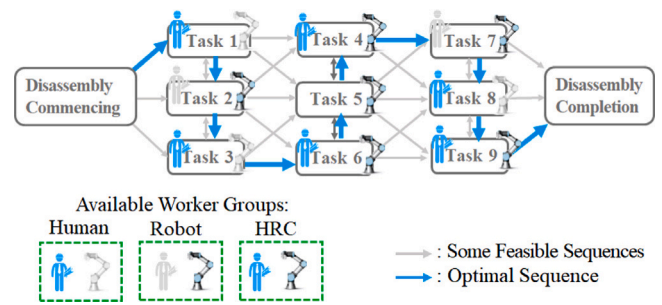 Task 1
Task 4
Task 7
Disassembly
Commencing
Task 2
Task 5
Task 8
Disassembly
Completion
Task 3
Task 6
Task 9
Available Worker Groups:
Human
Robot
HRC
: Some Feasible Sequences
: Optimal Sequence